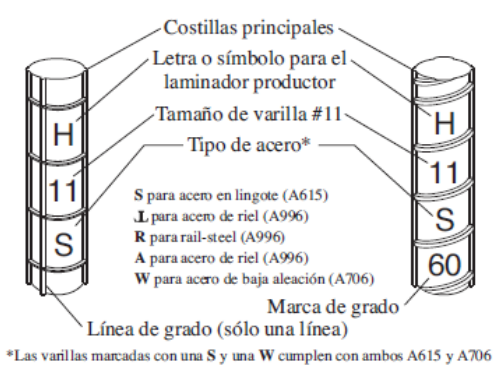 Costillas principales
Letra o símbolo para el
laminador productor
H
H
Tamaño de varilla #11
11
11
Tipo de acero*
S
S
S para acero en lingote (A615)
L para acero de riel (A996)
R para rail-steel (A996)
A para acero de riel (A996)
W para acero de baja aleación (A706)
60
Marca de grado
Línea de grado (sólo una línea)
*Las varillas marcadas con una S y una W cumplen con ambos A615 y A706